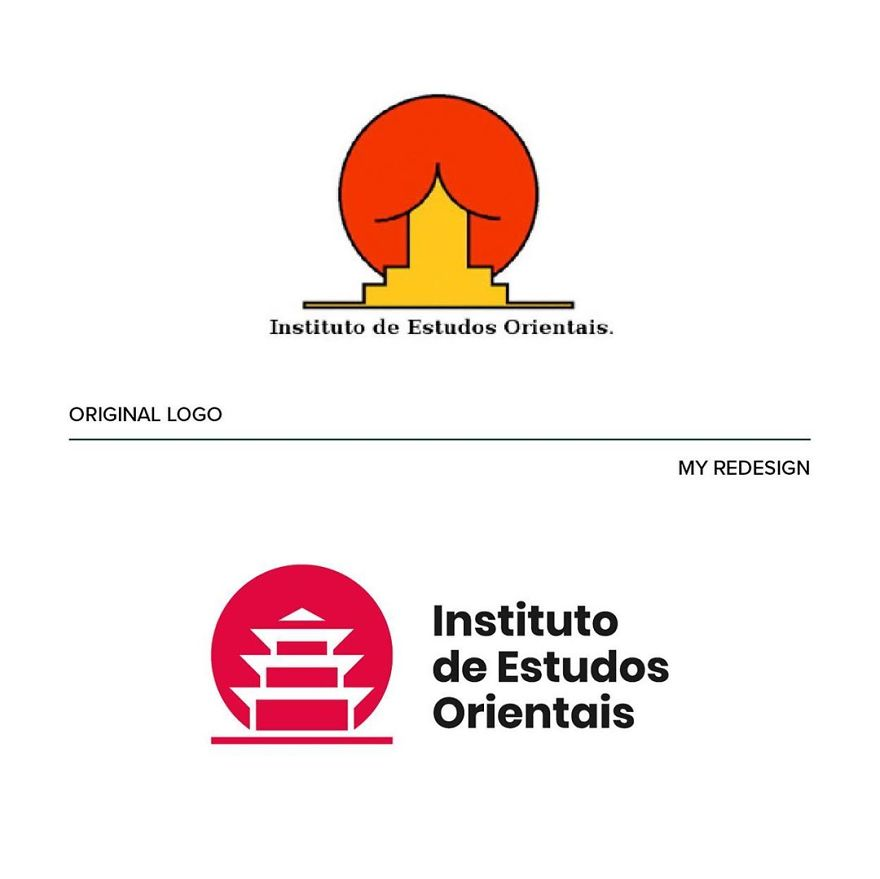 Instituto de Estudos Orientais.
ORIGINAL LOGO
MY REDESIGN
Instituto
de Estudos
Orientais